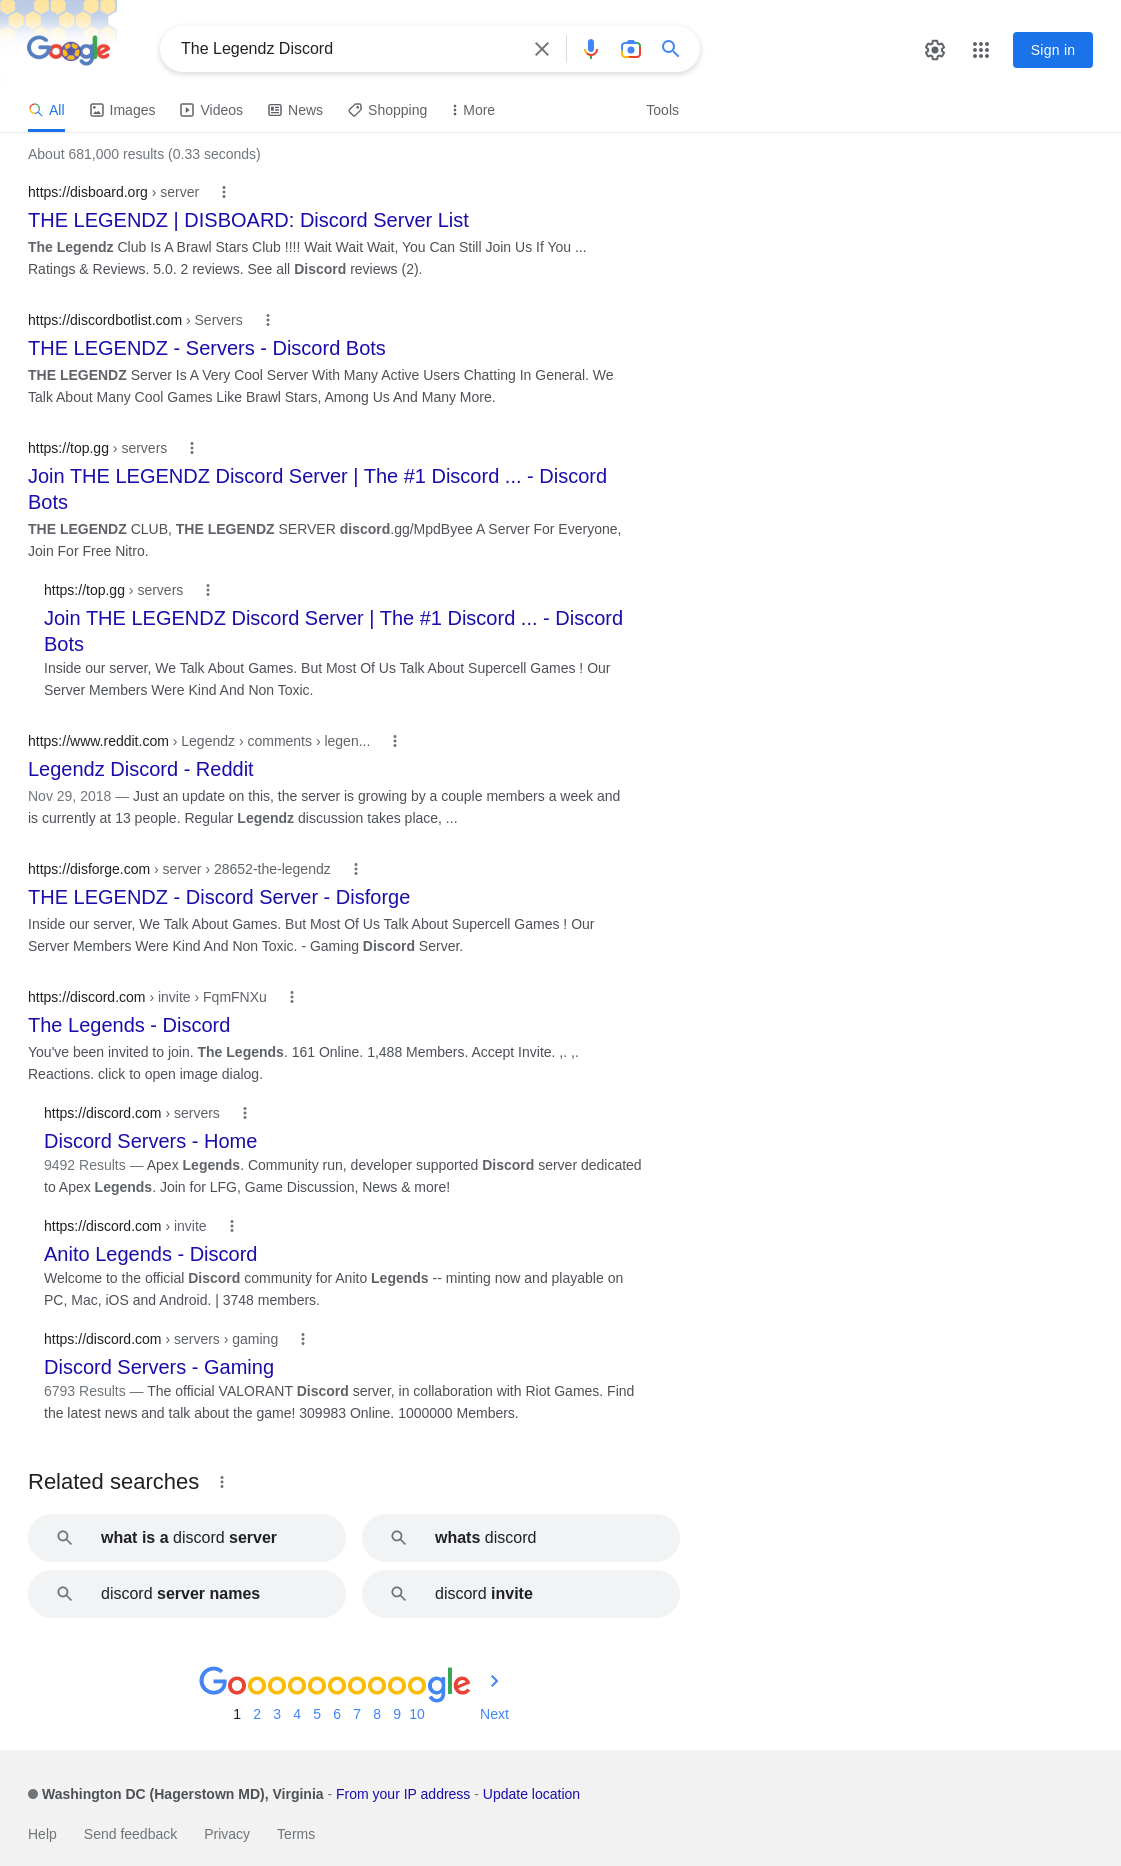 Google
The Legendz Discord
Sign in
All Images Videos News Shopping More Tools
About 681,000 results (0.33 seconds)
https://disboard.org › server
THE LEGENDZ | DISBOARD: Discord Server List
The Legendz Club Is A Brawl Stars Club !!!! Wait Wait Wait, You Can Still Join Us If You ...
Ratings & Reviews. 5.0. 2 reviews. See all Discord reviews (2).
https://discordbotlist.com › Servers
THE LEGENDZ - Servers - Discord Bots
THE LEGENDZ Server Is A Very Cool Server With Many Active Users Chatting In General. We
Talk About Many Cool Games Like Brawl Stars, Among Us And Many More.
https://top.gg › servers
Join THE LEGENDZ Discord Server | The #1 Discord ... - Discord
Bots
THE LEGENDZ CLUB, THE LEGENDZ SERVER discord.gg/MpdByee A Server For Everyone,
Join For Free Nitro.
https://top.gg › servers
Join THE LEGENDZ Discord Server | The #1 Discord ... - Discord
Bots
Inside our server, We Talk About Games. But Most Of Us Talk About Supercell Games ! Our
Server Members Were Kind And Non Toxic.
https://www.reddit.com › Legendz › comments › legen...
Legendz Discord - Reddit
Nov 29, 2018 — Just an update on this, the server is growing by a couple members a week and
is currently at 13 people. Regular Legendz discussion takes place, ...
https://disforge.com › server › 28652-the-legendz
THE LEGENDZ - Discord Server - Disforge
Inside our server, We Talk About Games. But Most Of Us Talk About Supercell Games ! Our
Server Members Were Kind And Non Toxic. - Gaming Discord Server.
https://discord.com › invite › FqmFNXu
The Legends - Discord
You've been invited to join. The Legends. 161 Online. 1,488 Members. Accept Invite. ,. ,.
Reactions. click to open image dialog.
https://discord.com › servers
Discord Servers - Home
9492 Results — Apex Legends. Community run, developer supported Discord server dedicated
to Apex Legends. Join for LFG, Game Discussion, News & more!
https://discord.com › invite
Anito Legends - Discord
Welcome to the official Discord community for Anito Legends -- minting now and playable on
PC, Mac, iOS and Android. | 3748 members.
https://discord.com › servers › gaming
Discord Servers - Gaming
6793 Results — The official VALORANT Discord server, in collaboration with Riot Games. Find
the latest news and talk about the game! 309983 Online. 1000000 Members.
Related searches
what is a discord server
whats discord
discord server names
discord invite
Goooooooooogle
1 2 3 4 5 6 7 8 9 10 Next
Washington DC (Hagerstown MD), Virginia - From your IP address - Update location
Help Send feedback Privacy Terms